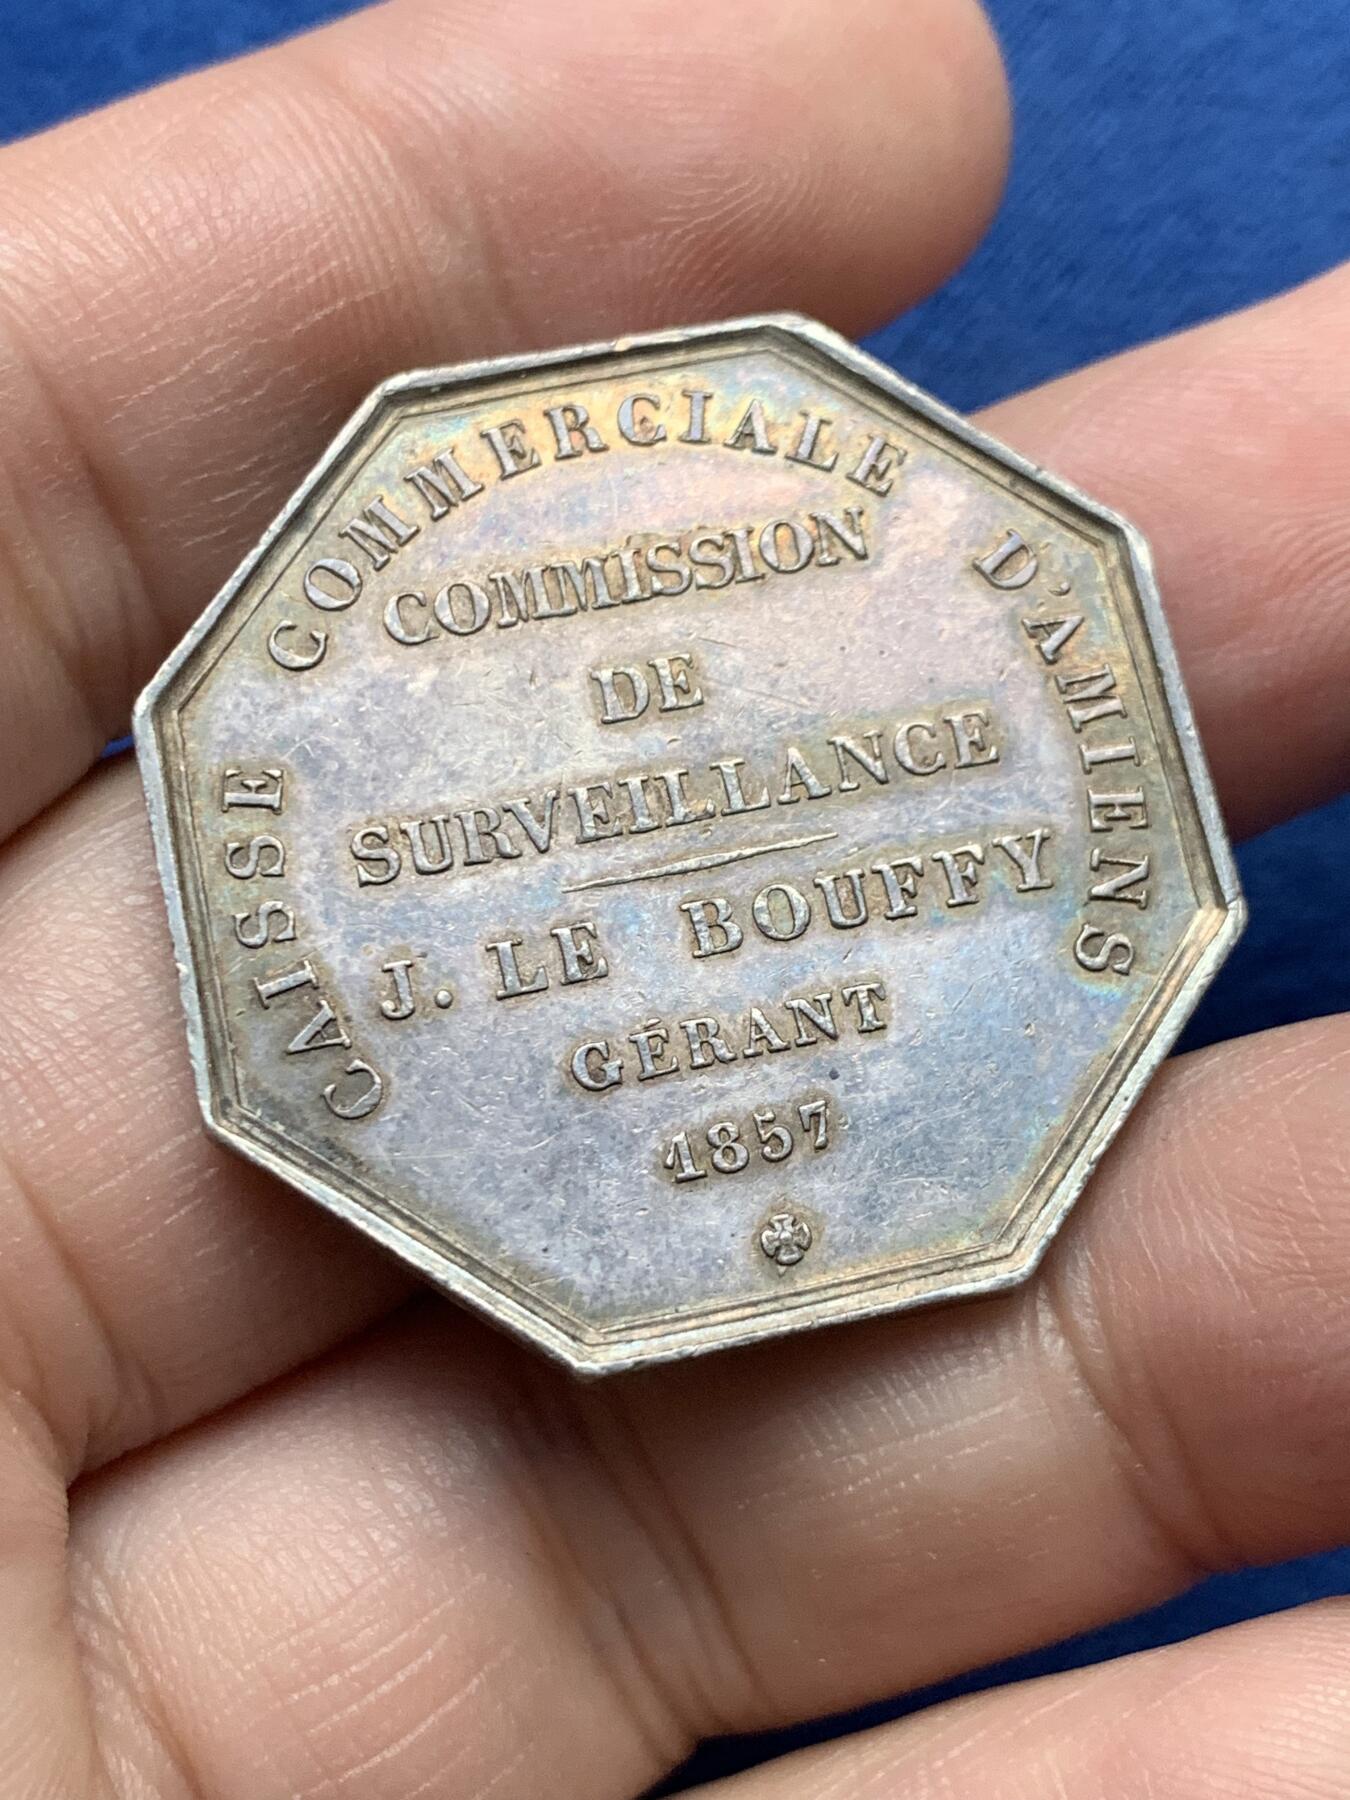 CAISSE COMMERCIALE D'AMIENS
COMMISSION
DE
SURVEILLANCE
J. LE BOUFFY
GÉRANT
1857